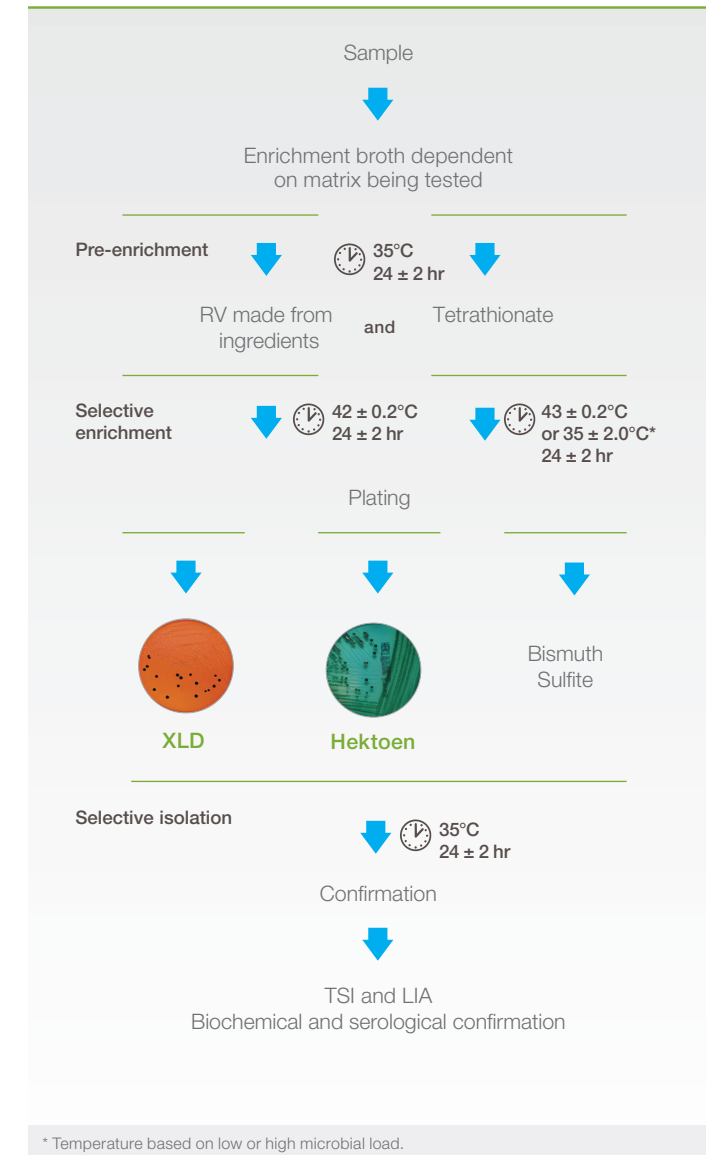 Sample
Enrichment broth dependent
on matrix being tested
Pre-enrichment
35°C
24 ± 2 hr
RV made from
ingredients
and
Tetrathionate
Selective
enrichment
42 ± 0.2°C
24 ± 2 hr
43 ± 0.2°C
or 35 ± 2.0°C*
24 ± 2 hr
Plating
XLD
Hektoen
Bismuth
Sulfite
Selective isolation
35°C
24 ± 2 hr
Confirmation
TSI and LIA
Biochemical and serological confirmation
* Temperature based on low or high microbial load.